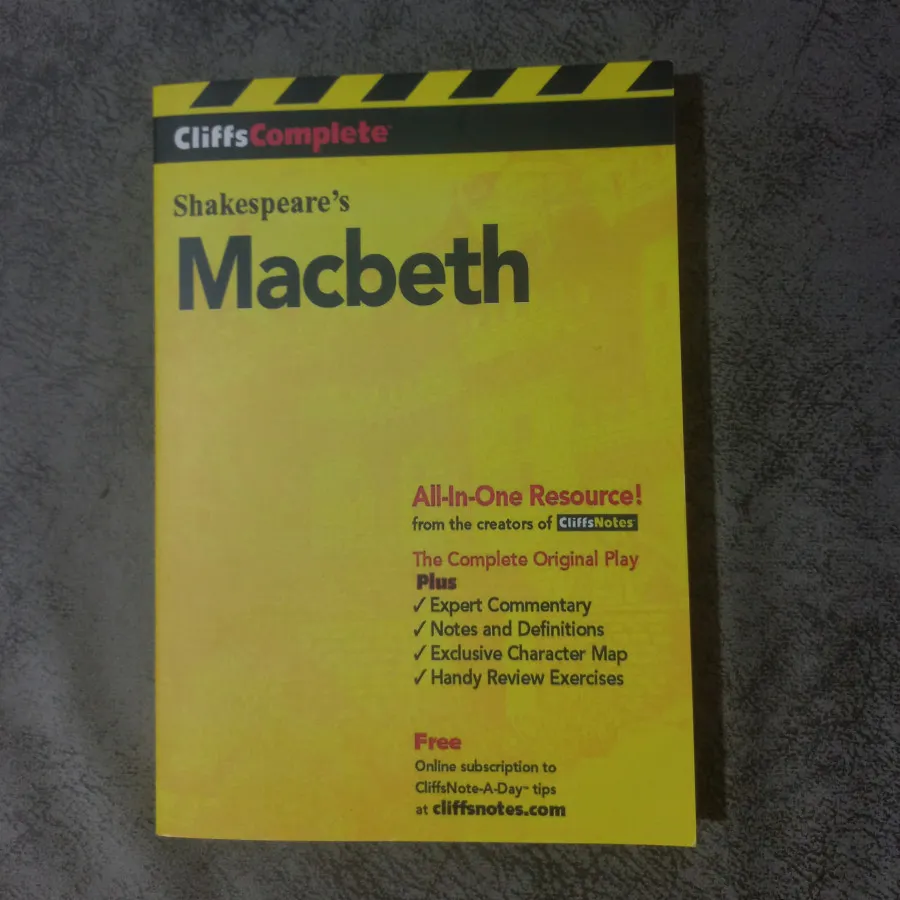 CliffsComplete
Shakespeare's
Macbeth
All-In-One Resource!
from the creators of CliffsNotes
The Complete Original Play
Plus
✓ Expert Commentary
✓ Notes and Definitions
✓ Exclusive Character Map
✓ Handy Review Exercises
Free
Online subscription to
CliffsNote-A-Day™ tips
at cliffsnotes.com